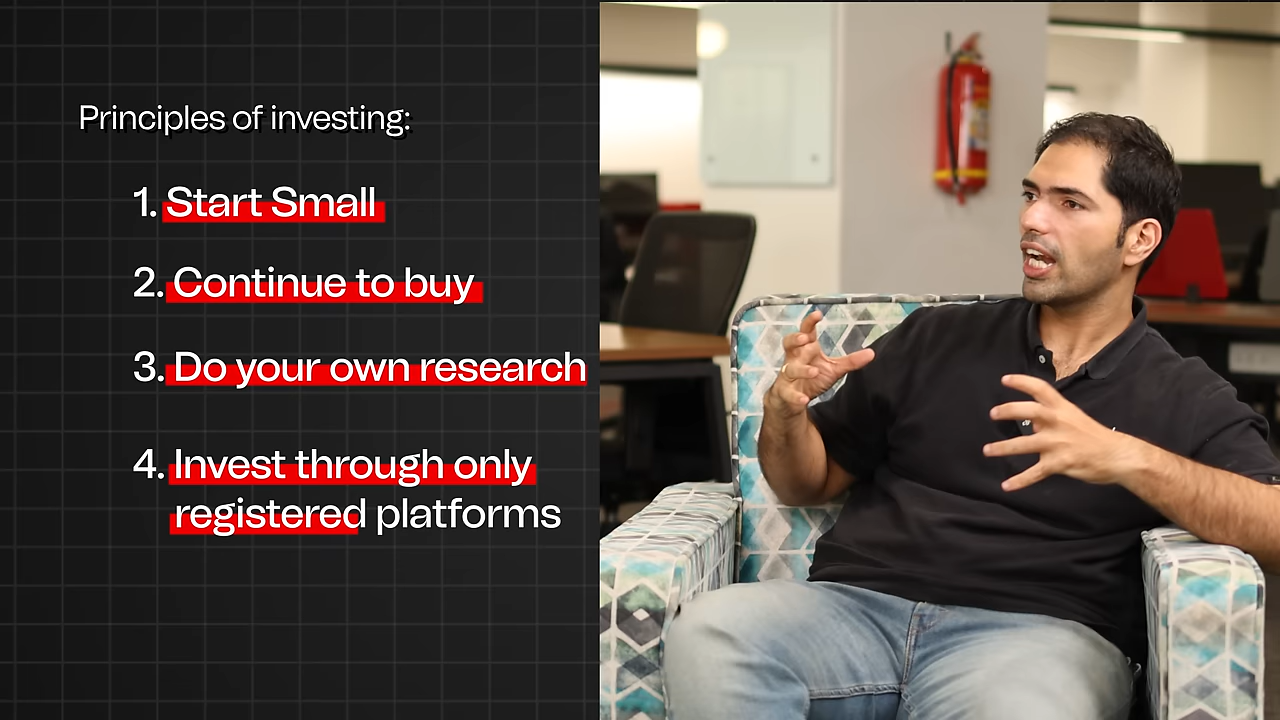 Principles of investing:
1. Start Small
2. Continue to buy
3. Do your own research
4. Invest through only
registered platforms